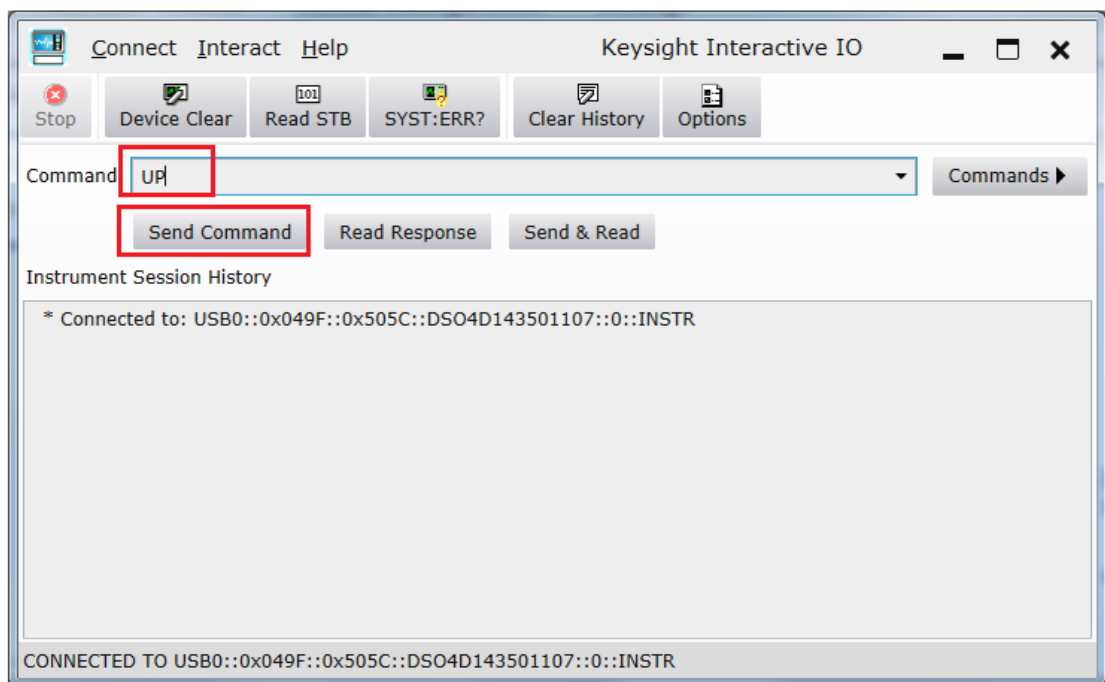 Connect Interact Help Keysight Interactive IO
Stop Device Clear 101 Read STB SYST:ERR? Clear History Options
Command UP Commands
Send Command Read Response Send & Read
Instrument Session History
* Connected to: USB0::0x049F::0x505C::DSO4D143501107::0::INSTR
CONNECTED TO USB0::0x049F::0x505C::DSO4D143501107::0::INSTR